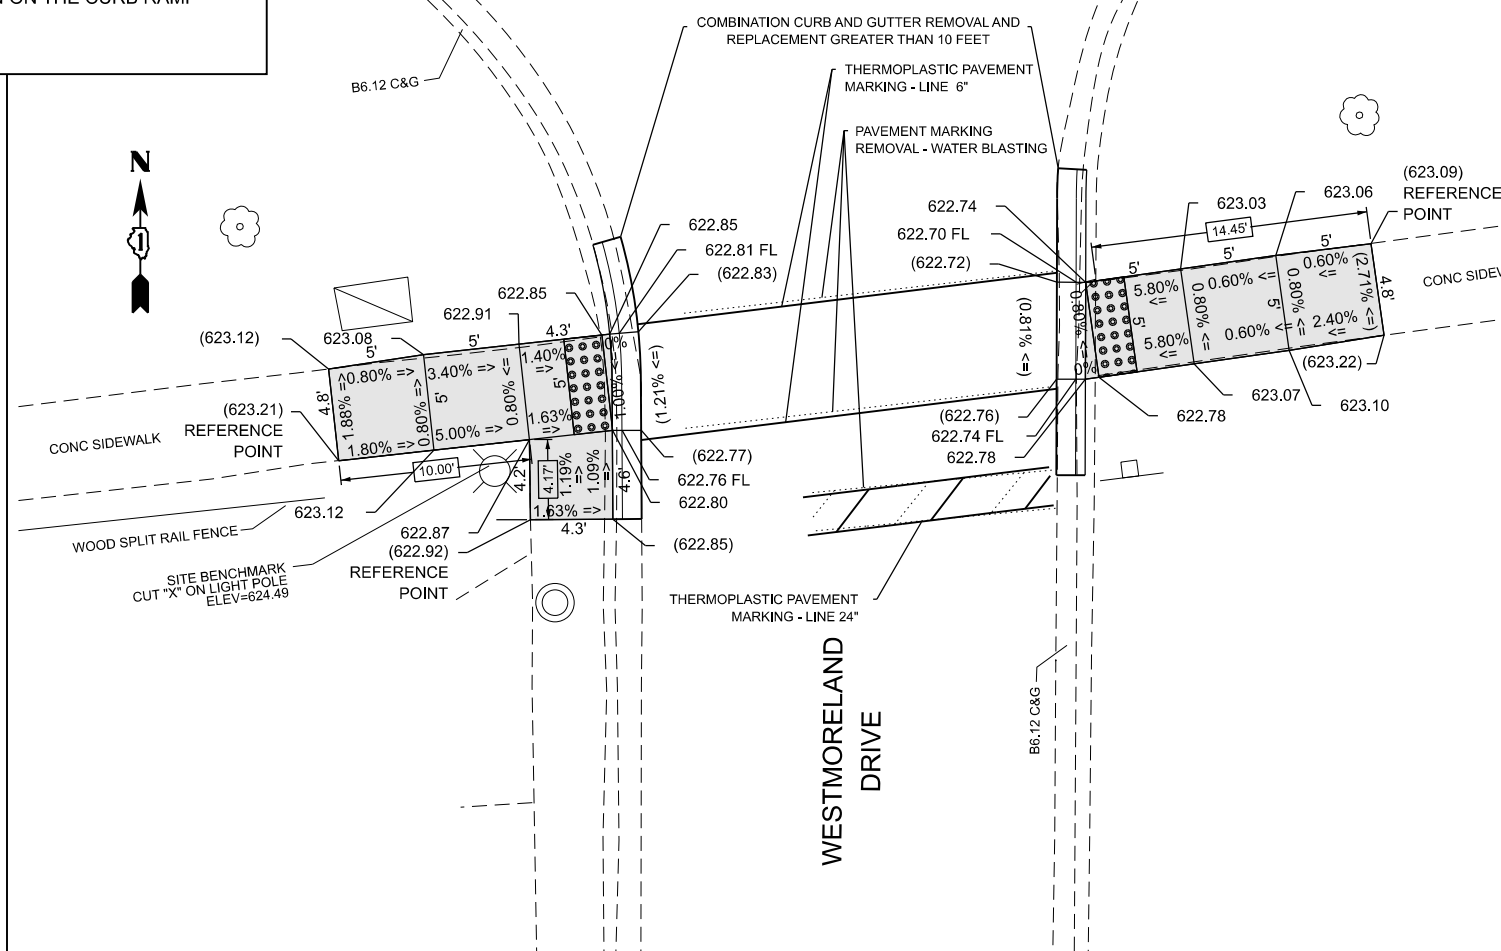 ON THE CURB RAMP
COMBINATION CURB AND GUTTER REMOVAL AND
REPLACEMENT GREATER THAN 10 FEET
THERMOPLASTIC PAVEMENT
MARKING - LINE 6"
PAVEMENT MARKING
REMOVAL - WATER BLASTING
B6.12 C&G
N
1
622.85
622.81 FL
(622.83)
622.85
622.91
623.08
(623.12)
(623.21)
REFERENCE
POINT
CONC SIDEWALK
5'
5'
4.3'
0.80% =>
3.40% =>
1.40%
=>
0%
4.8'
1.88% =>
0.80% =>
5'
0.80% <=
5'
1.00% <=
(1.21% <=)
1.80% =>
5.00% =>
1.63%
=>
10.00'
4.2'
4.17'
1.19%
=>
1.09%
=>
4.6'
1.63% =>
4.3'
623.12
WOOD SPLIT RAIL FENCE
SITE BENCHMARK
CUT "X" ON LIGHT POLE
ELEV=624.49
622.87
(622.92)
REFERENCE
POINT
(622.77)
622.76 FL
622.80
(622.85)
THERMOPLASTIC PAVEMENT
MARKING - LINE 24"
WESTMORELAND
DRIVE
B6.12 C&G
622.74
622.70 FL
(622.72)
623.03
623.06
(623.09)
REFERENCE
POINT
14.45'
5'
5'
5'
5.80%
<=
0.60% <=
0.60%
<=
(0.81% <=)
0.80% <=
5'
0.80% <=
5'
0.80% <=
(2.71% <=)
4.8'
0%
5.80%
<=
0.60% <=
2.40%
<=
CONC SIDEW
(623.22)
623.07
623.10
622.78
(622.76)
622.74 FL
622.78